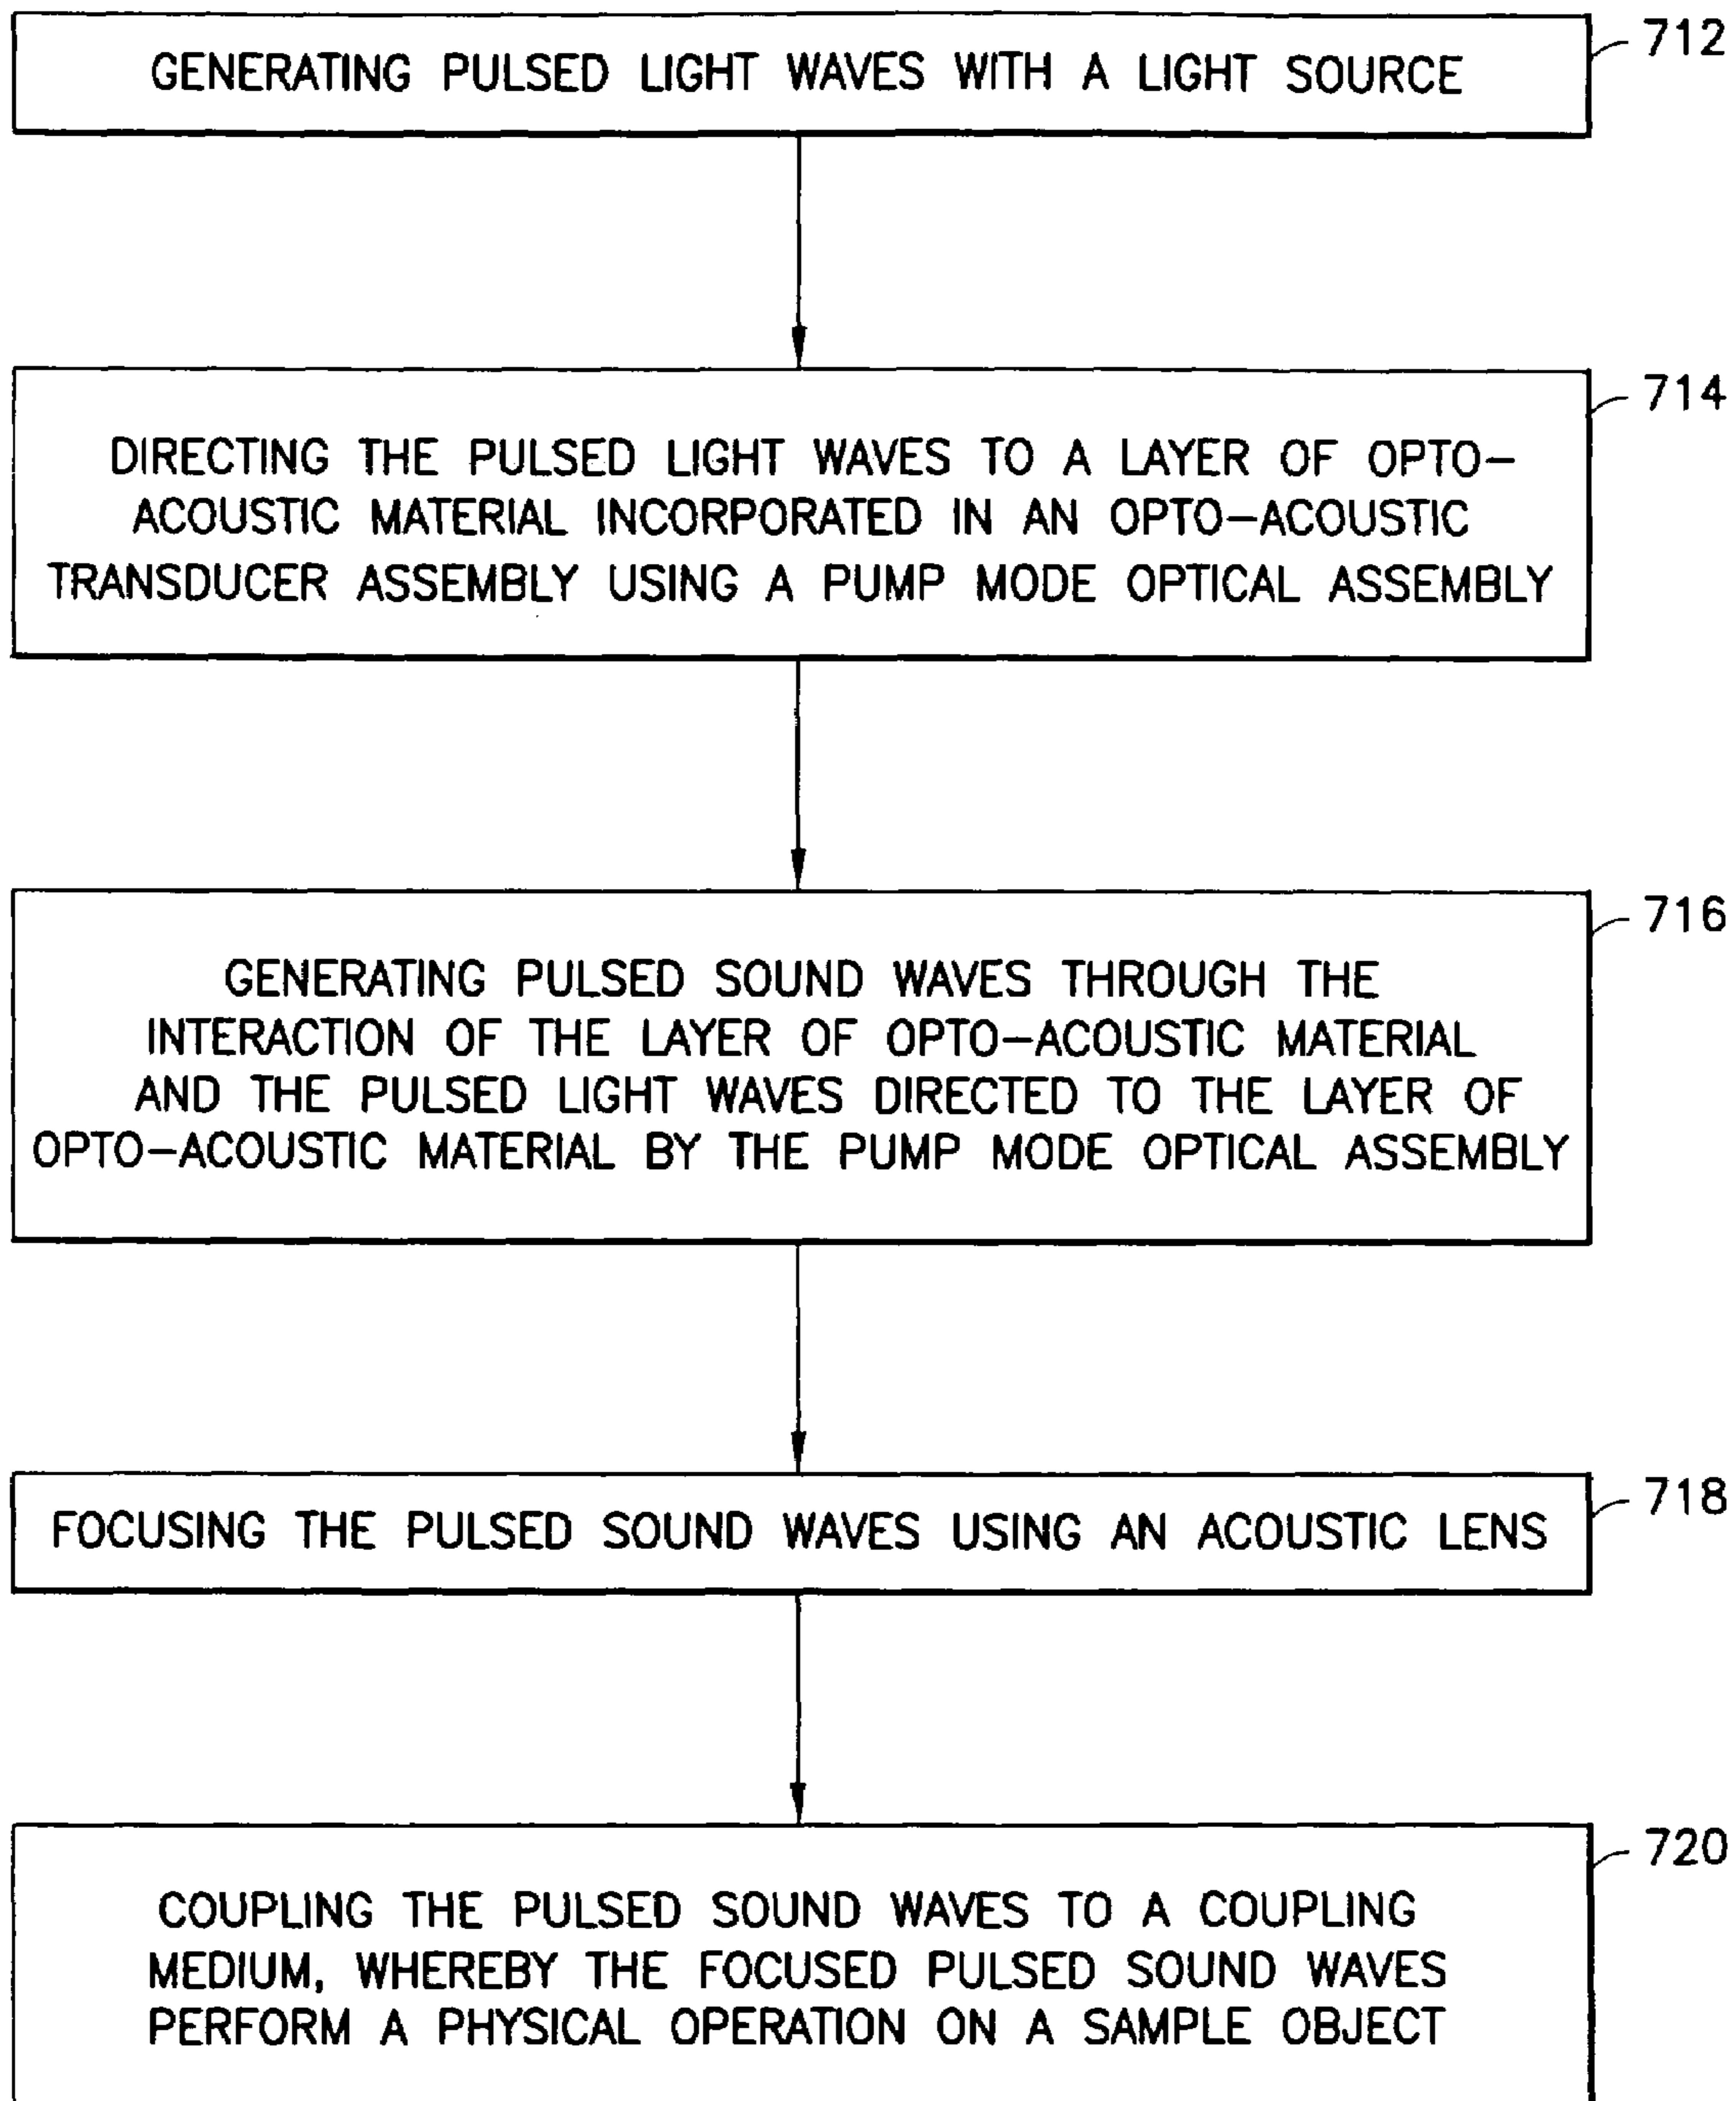 712
GENERATING PULSED LIGHT WAVES WITH A LIGHT SOURCE
714
DIRECTING THE PULSED LIGHT WAVES TO A LAYER OF OPTO-
ACOUSTIC MATERIAL INCORPORATED IN AN OPTO-ACOUSTIC
TRANSDUCER ASSEMBLY USING A PUMP MODE OPTICAL ASSEMBLY
716
GENERATING PULSED SOUND WAVES THROUGH THE
INTERACTION OF THE LAYER OF OPTO-ACOUSTIC MATERIAL
AND THE PULSED LIGHT WAVES DIRECTED TO THE LAYER OF
OPTO-ACOUSTIC MATERIAL BY THE PUMP MODE OPTICAL ASSEMBLY
718
FOCUSING THE PULSED SOUND WAVES USING AN ACOUSTIC LENS
720
COUPLING THE PULSED SOUND WAVES TO A COUPLING
MEDIUM, WHEREBY THE FOCUSED PULSED SOUND WAVES
PERFORM A PHYSICAL OPERATION ON A SAMPLE OBJECT